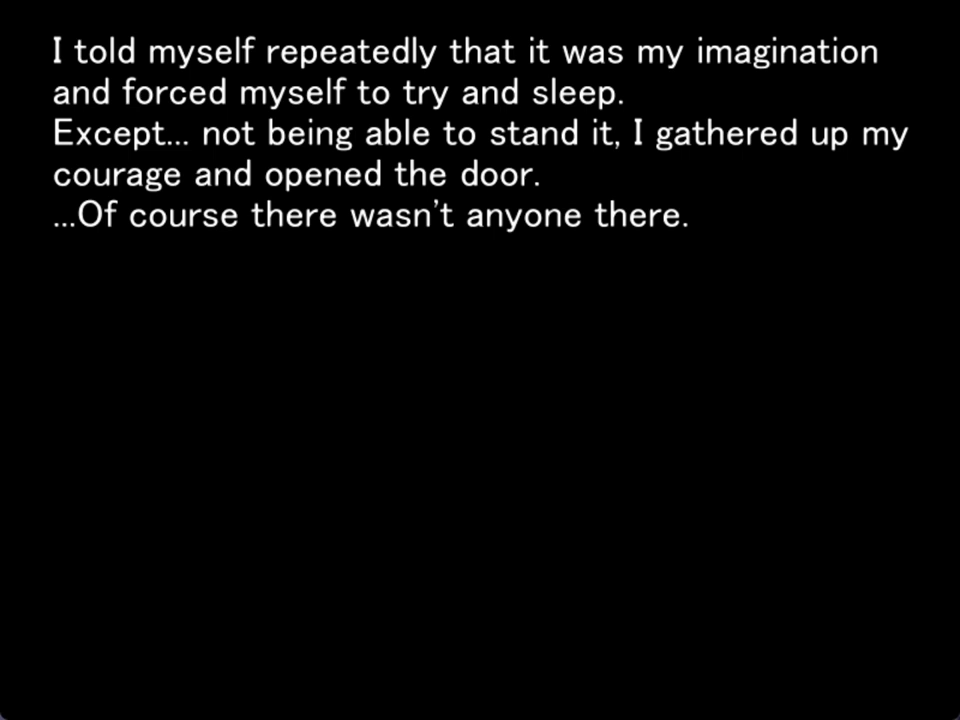 I told myself repeatedly that it was my imagination
and forced myself to try and sleep.
Except... not being able to stand it, I gathered up my
courage and opened the door.
...Of course there wasn't anyone there.